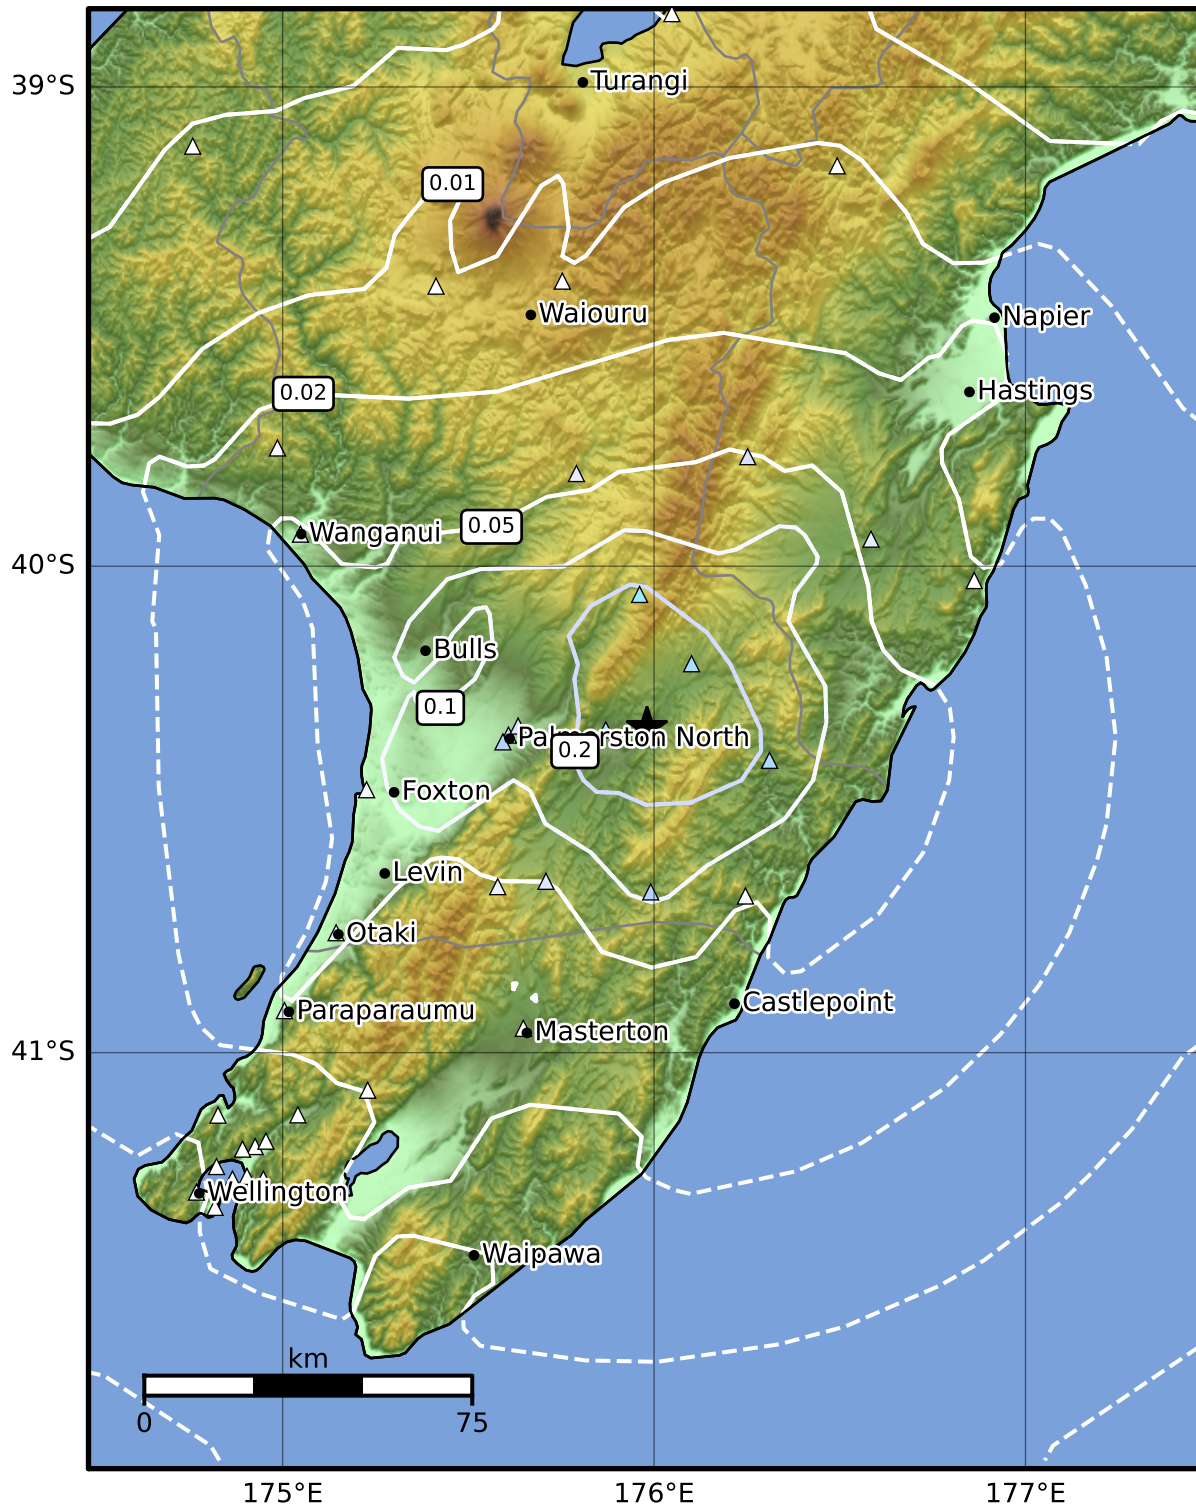 39°S
Turangi
0.01
Waiouru
Napier
0.02
Hastings
0.05
Wanganui
40°S
Bulls
0.1
Palmerston North
0.2
Foxton
Levin
Otaki
Castlepoint
Paraparaumu
Masterton
41°S
Wellington
Waipawa
km
0 75
175°E 176°E 177°E